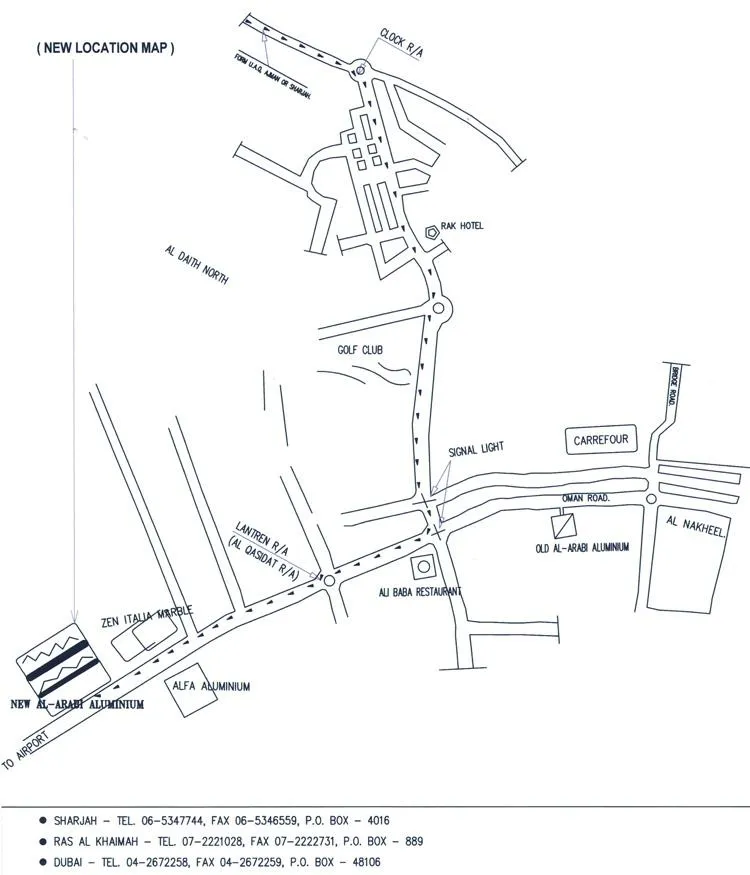 ( NEW LOCATION MAP )
CLOCK R/A
FORM U.A.Q, AJMAN OR SHARJAH.
RAK HOTEL
AL DAITH NORTH
GOLF CLUB
BRIDGE ROAD.
CARREFOUR
SIGNAL LIGHT
OMAN ROAD.
AL NAKHEEL.
LANTREN R/A
(AL QASIDAT R/A)
OLD AL-ARABI ALUMINIUM
ALI BABA RESTAURANT
ZEN ITALIA MARBLE
ALFA ALUMINIUM
NEW AL-ARABI ALUMINIUM
TO AIRPORT
● SHARJAH – TEL. 06-5347744, FAX 06-5346559, P.O. BOX – 4016
● RAS AL KHAIMAH – TEL. 07-2221028, FAX 07-2222731, P.O. BOX – 889
● DUBAI – TEL. 04-2672258, FAX 04-2672259, P.O. BOX – 48106